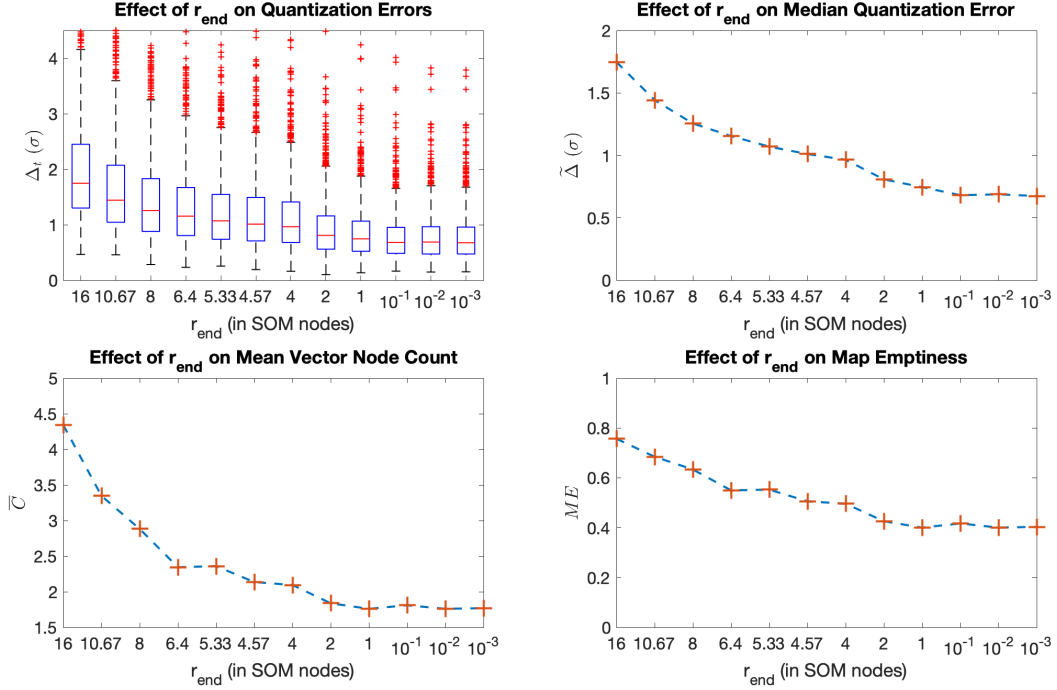 Effect of r_end on Quantization Errors
4
3
2
1
0
Δ_t (σ)
16 10.67 8 6.4 5.33 4.57 4 2 1 10^-1 10^-2 10^-3
r_end (in SOM nodes)
Effect of r_end on Median Quantization Error
2
1.5
1
0.5
0
Δ̃ (σ)
16 10.67 8 6.4 5.33 4.57 4 2 1 10^-1 10^-2 10^-3
r_end (in SOM nodes)
Effect of r_end on Mean Vector Node Count
5
4.5
4
3.5
3
2.5
2
1.5
C̅
16 10.67 8 6.4 5.33 4.57 4 2 1 10^-1 10^-2 10^-3
r_end (in SOM nodes)
Effect of r_end on Map Emptiness
1
0.8
0.6
0.4
0.2
0
ME
16 10.67 8 6.4 5.33 4.57 4 2 1 10^-1 10^-2 10^-3
r_end (in SOM nodes)